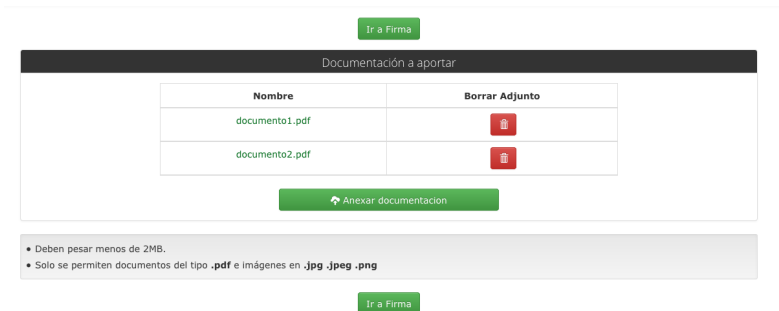 Ir a Firma
Documentación a aportar
Nombre Borrar Adjunto
documento1.pdf
documento2.pdf
Anexar documentacion
• Deben pesar menos de 2MB.
• Solo se permiten documentos del tipo .pdf e imágenes en .jpg .jpeg .png
Ir a Firma